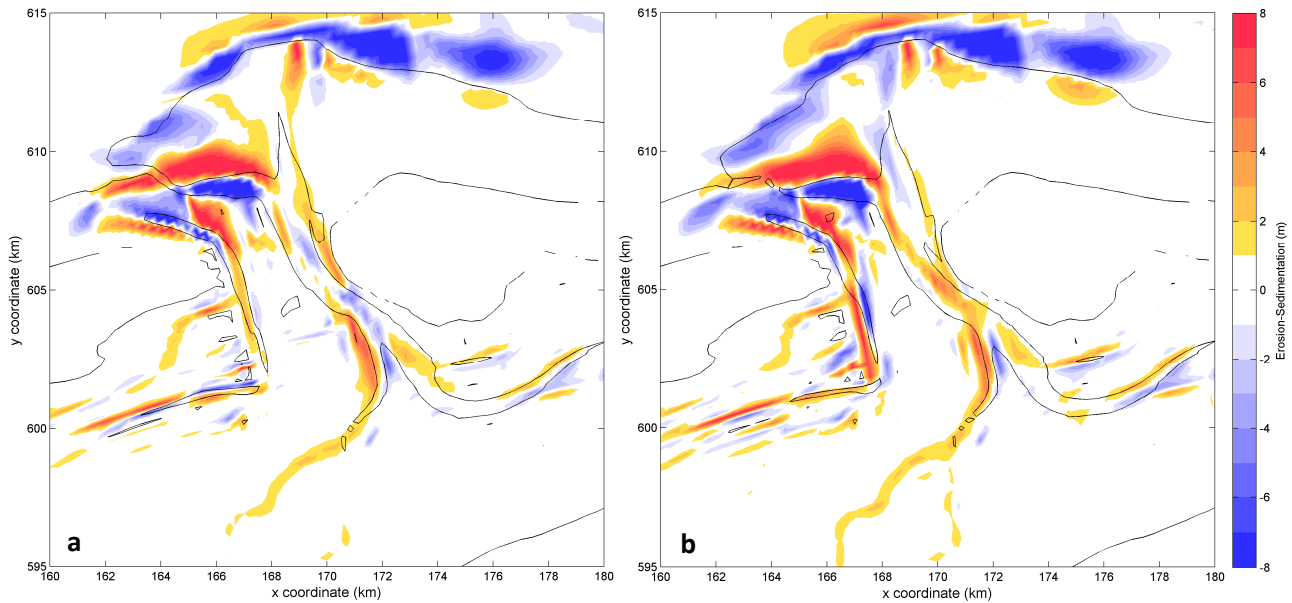 615
610
605
600
595
y coordinate (km)
160 162 164 166 168 170 172 174 176 178 180
x coordinate (km)
a
615
610
605
600
595
y coordinate (km)
160 162 164 166 168 170 172 174 176 178 180
x coordinate (km)
b
8
6
4
2
0
-2
-4
-6
-8
Erosion-Sedimentation (m)